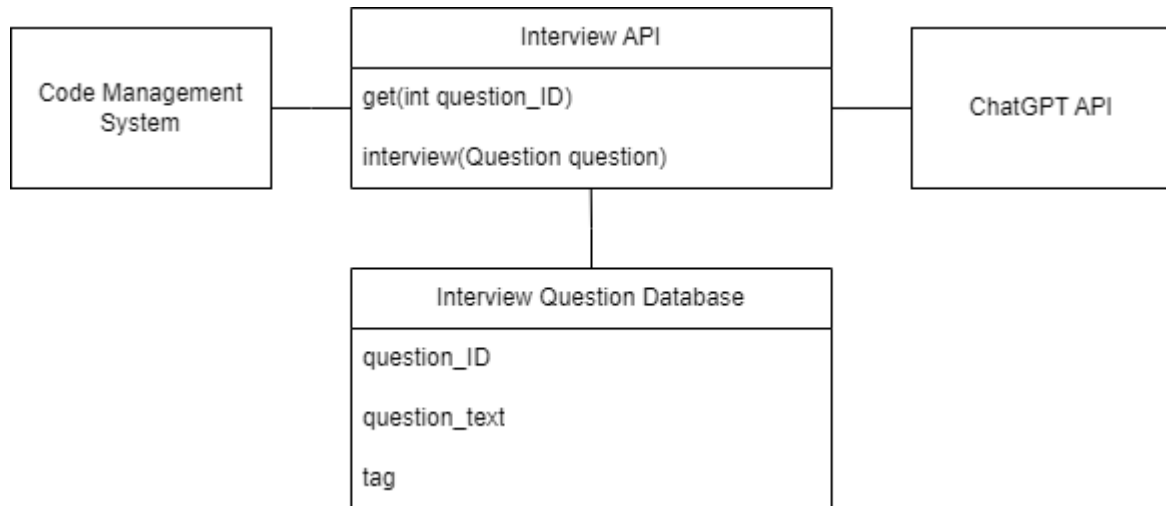 Code Management
System
Interview API
get(int question_ID)
interview(Question question)
ChatGPT API
Interview Question Database
question_ID
question_text
tag